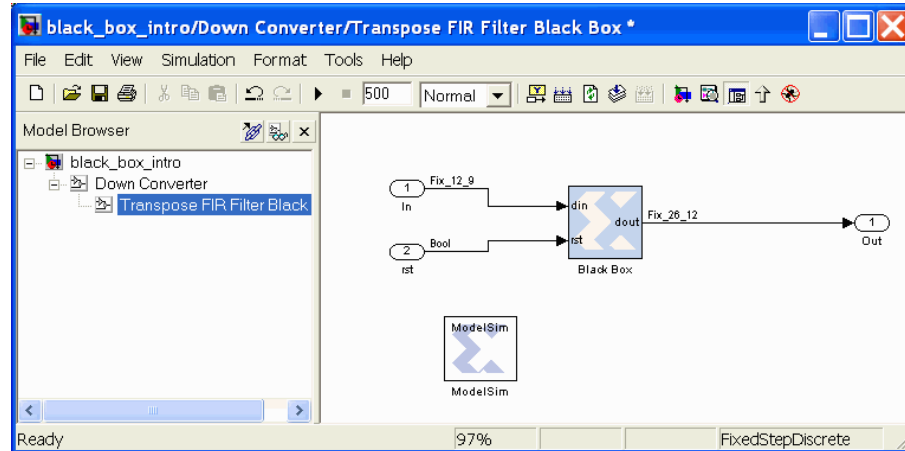 black_box_intro/Down Converter/Transpose FIR Filter Black Box *
File Edit View Simulation Format Tools Help
500 Normal
Model Browser
black_box_intro
Down Converter
Transpose FIR Filter Black
1 Fix_12_9
In
2 Bool
rst
din
dout
rst
Black Box
Fix_26_12
1
Out
ModelSim
ModelSim
Ready 97% FixedStepDiscrete